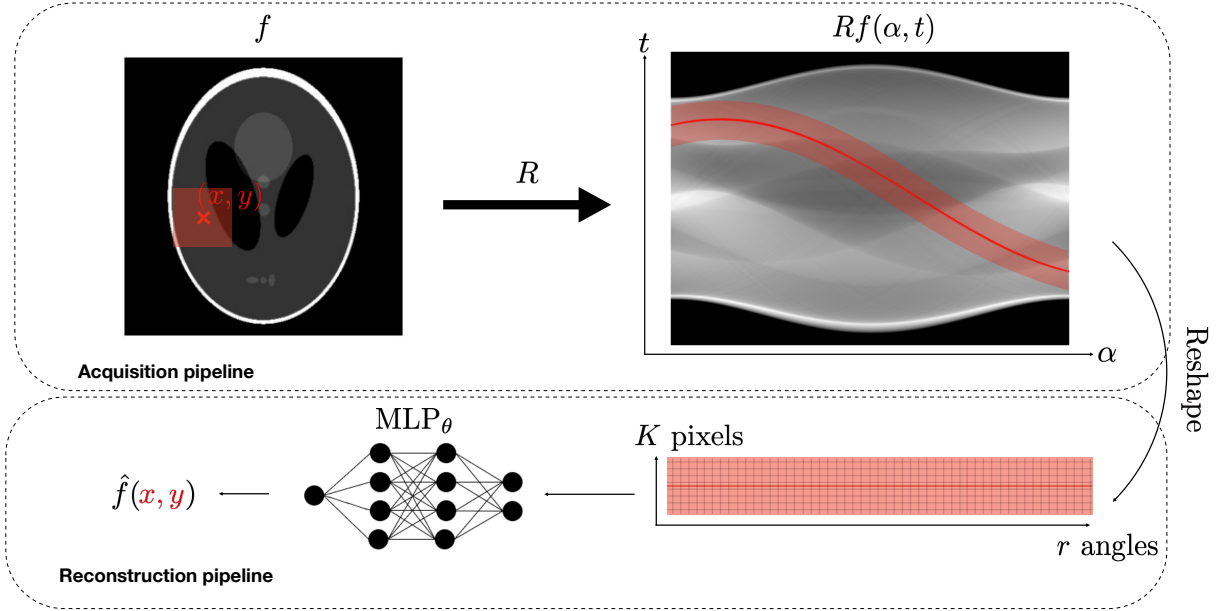 f
Rf(α, t)
t
(x, y)
R
α
Acquisition pipeline
Reshape
MLP_θ
K pixels
f̂(x, y)
r angles
Reconstruction pipeline